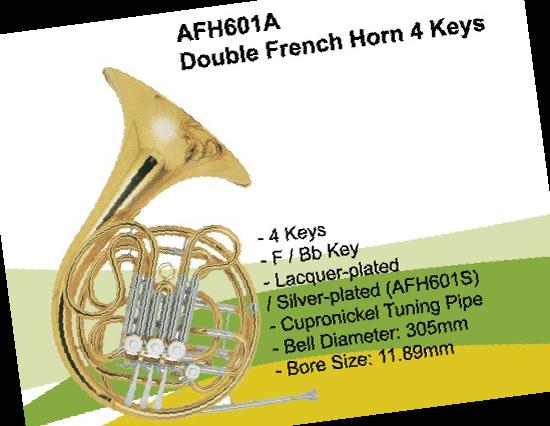 AFH601A
Double French Horn 4 Keys
- 4 Keys
- F / Bb Key
- Lacquer-plated
/ Silver-plated (AFH601S)
- Cupronickel Tuning Pipe
- Bell Diameter: 305mm
- Bore Size: 11.89mm